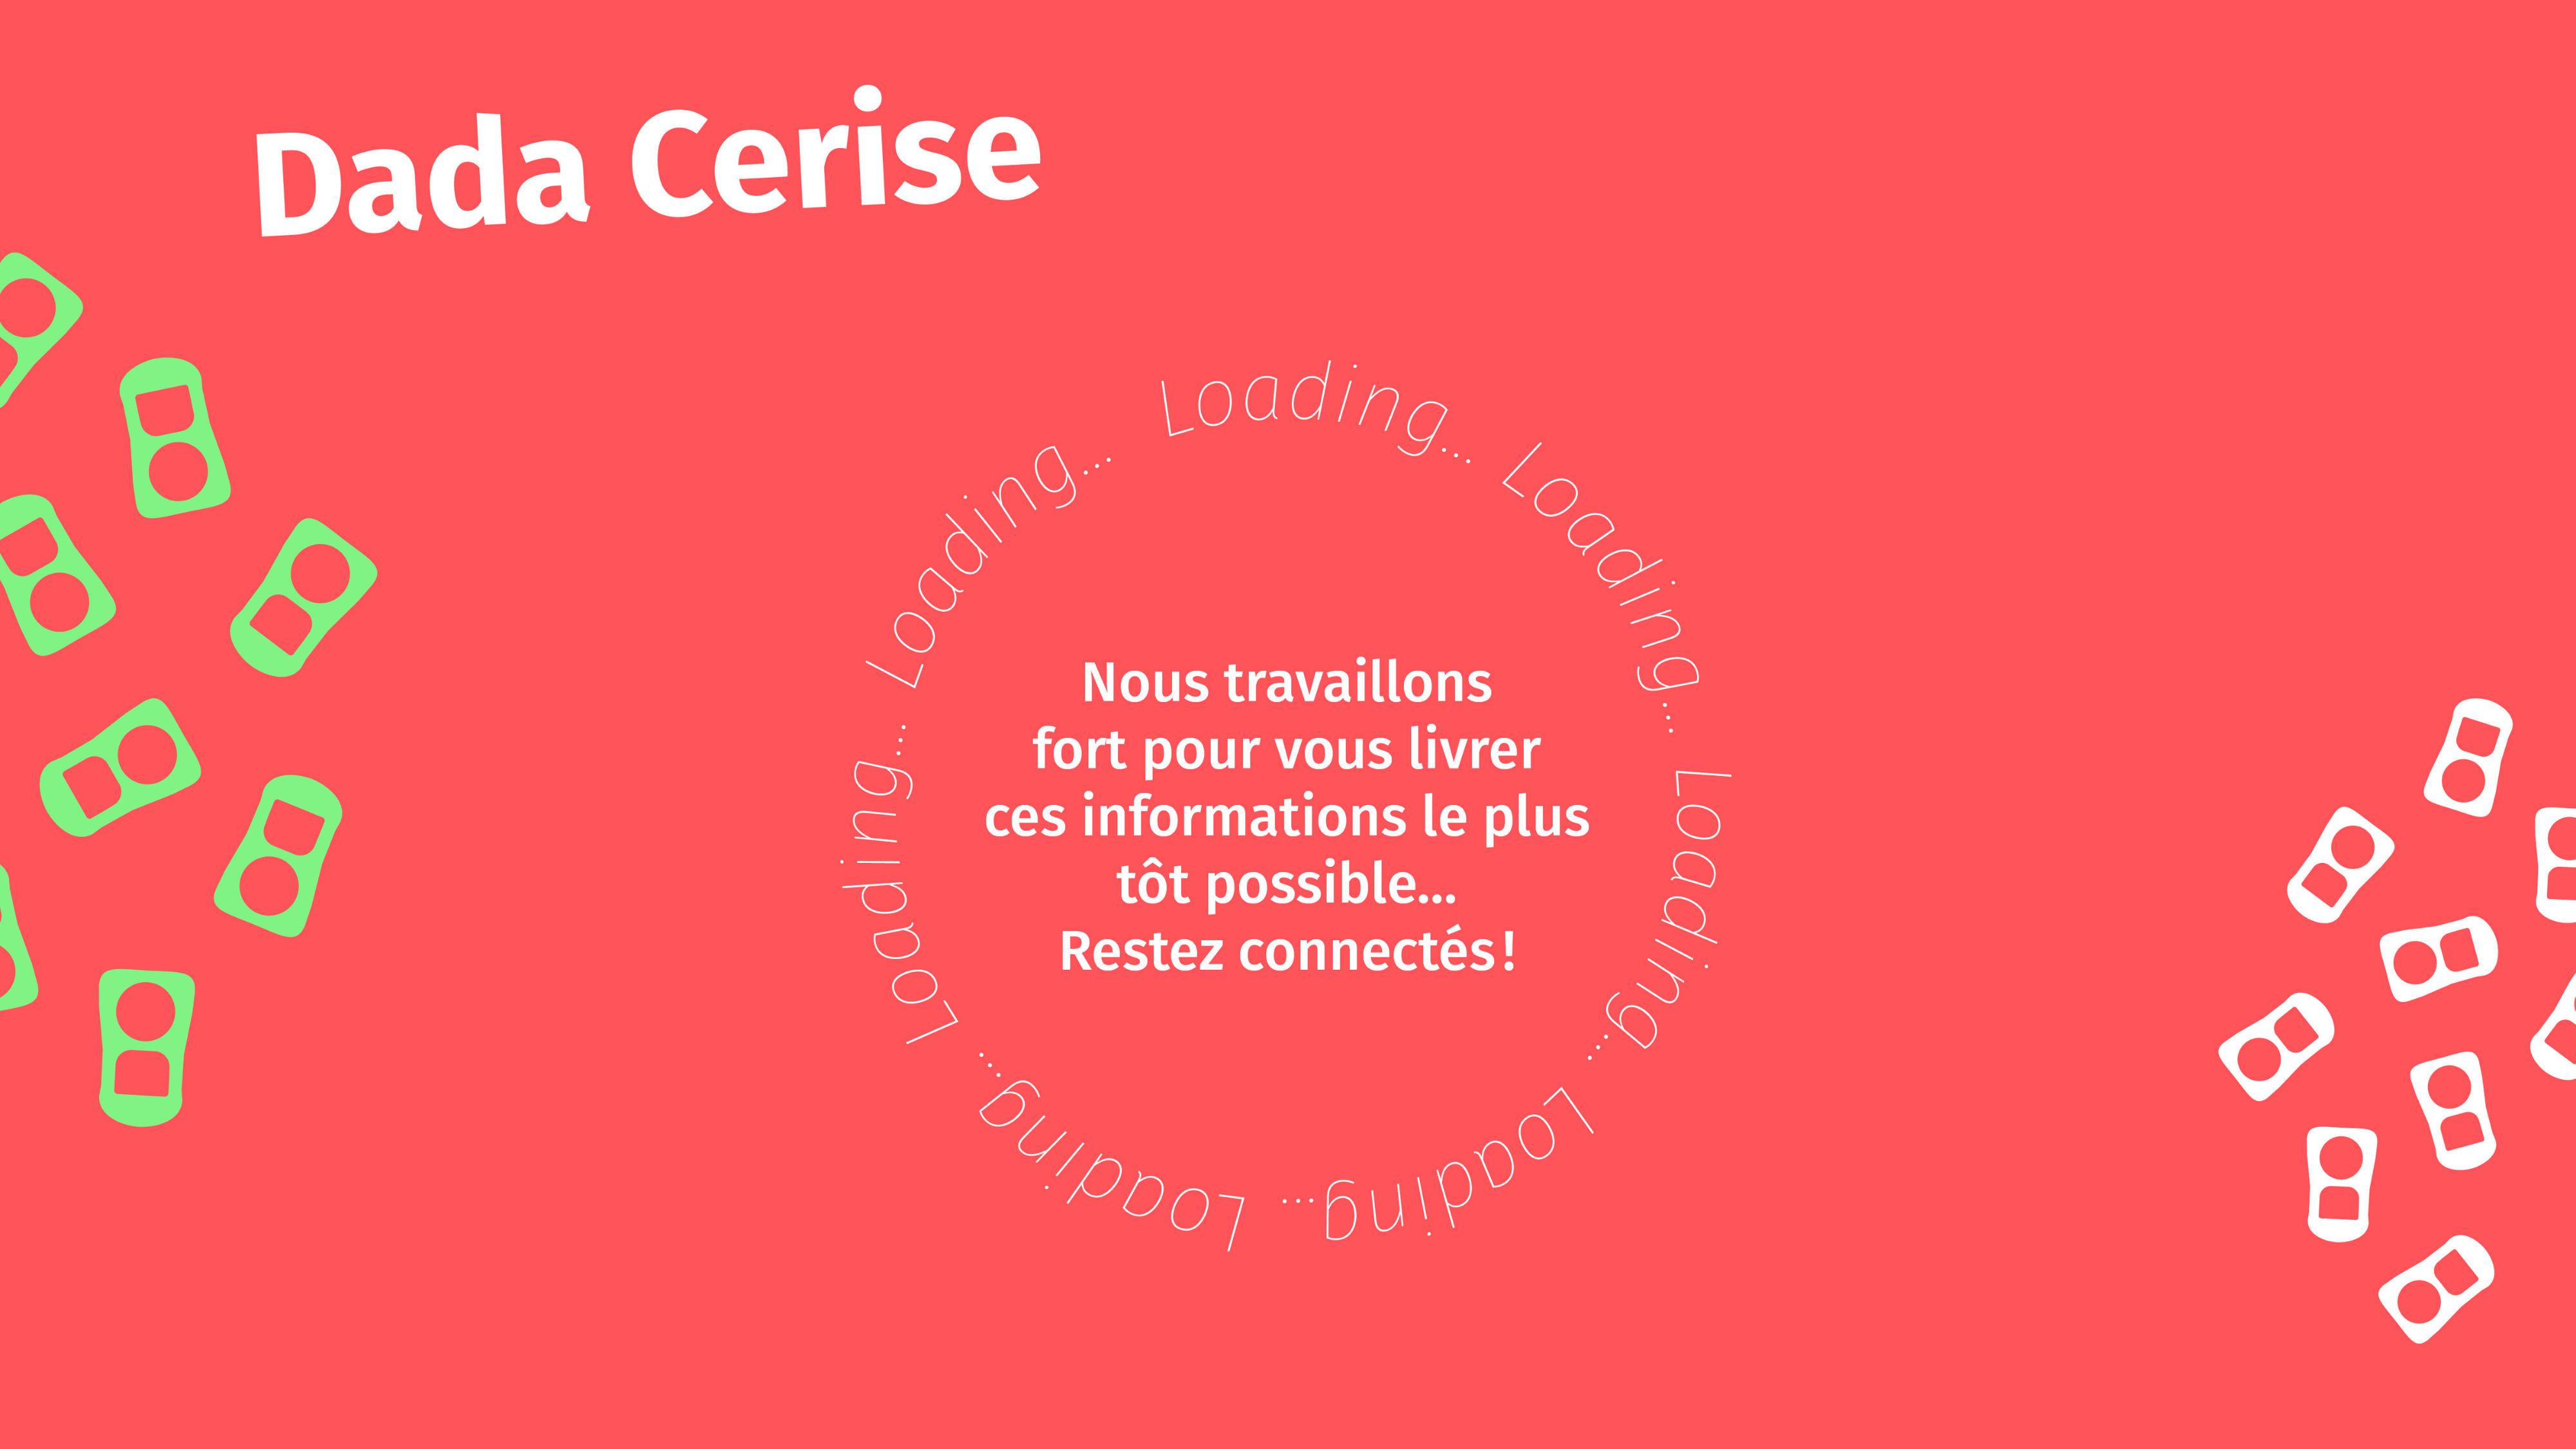 Dada Cerise
Loading... Loading... Loading... Loading... Loading... Loading... Loading...
Nous travaillons
fort pour vous livrer
ces informations le plus
tôt possible...
Restez connectés !